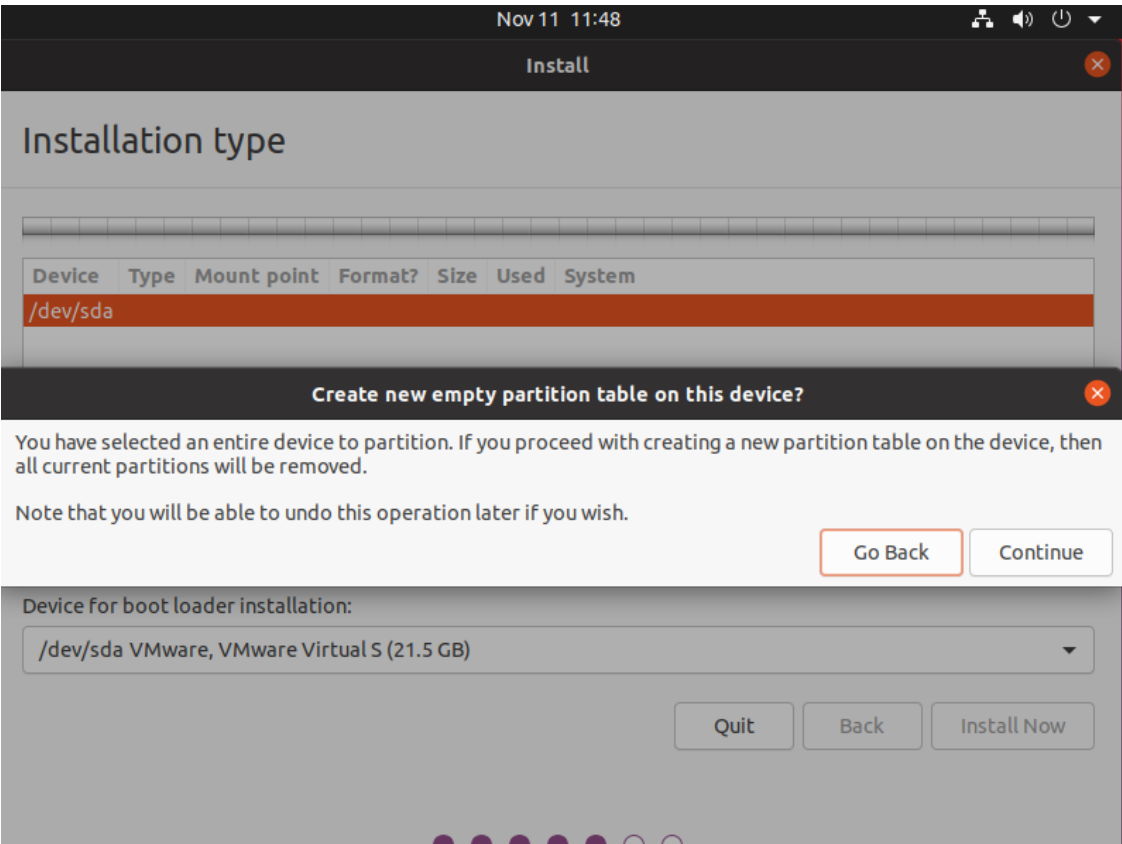 Nov 11 11:48
Install
Installation type
Device Type Mount point Format? Size Used System
/dev/sda
Create new empty partition table on this device?
You have selected an entire device to partition. If you proceed with creating a new partition table on the device, then
all current partitions will be removed.
Note that you will be able to undo this operation later if you wish.
Go Back Continue
Device for boot loader installation:
/dev/sda VMware, VMware Virtual S (21.5 GB)
Quit Back Install Now